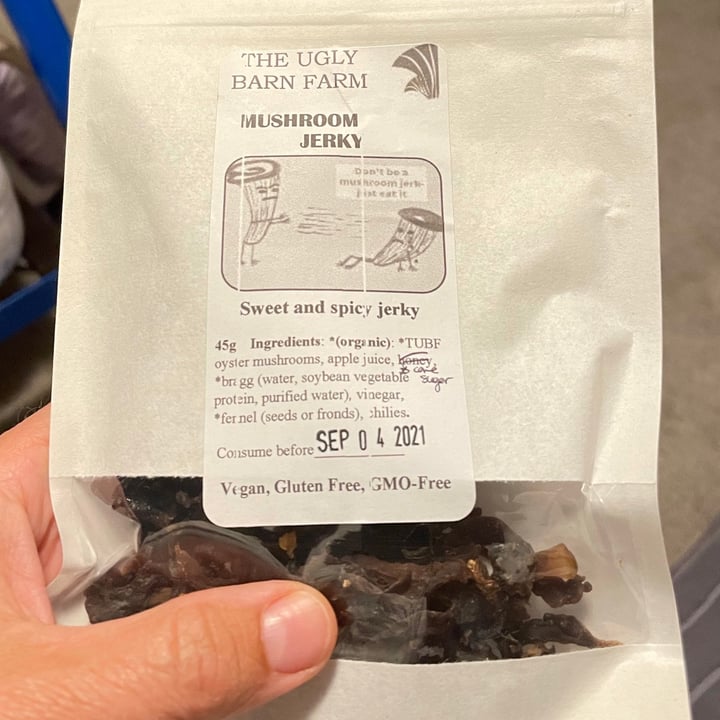 THE UGLY
BARN FARM
MUSHROOM
JERKY
Don't be a
mushroom jerk-
just eat it
Sweet and spicy jerky
45g Ingredients: *(organic): *TUBF
oyster mushrooms, apple juice, honey,
* cane
*bragg (water, soybean vegetable sugar
protein, purified water), vinegar,
*fennel (seeds or fronds), chilies.
Consume before SEP 04 2021
Vegan, Gluten Free, GMO-Free